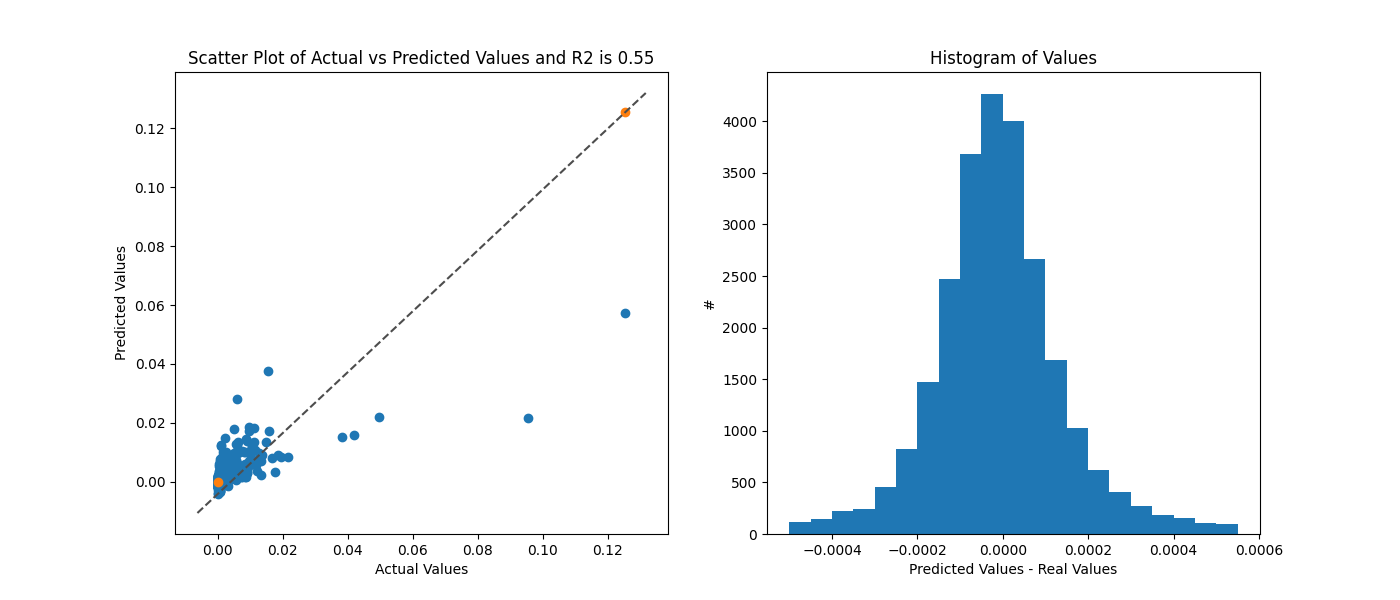 Scatter Plot of Actual vs Predicted Values and R2 is 0.55
Predicted Values
0.12
0.10
0.08
0.06
0.04
0.02
0.00
0.00 0.02 0.04 0.06 0.08 0.10 0.12
Actual Values
Histogram of Values
#
4000
3500
3000
2500
2000
1500
1000
500
0
−0.0004 −0.0002 0.0000 0.0002 0.0004 0.0006
Predicted Values - Real Values